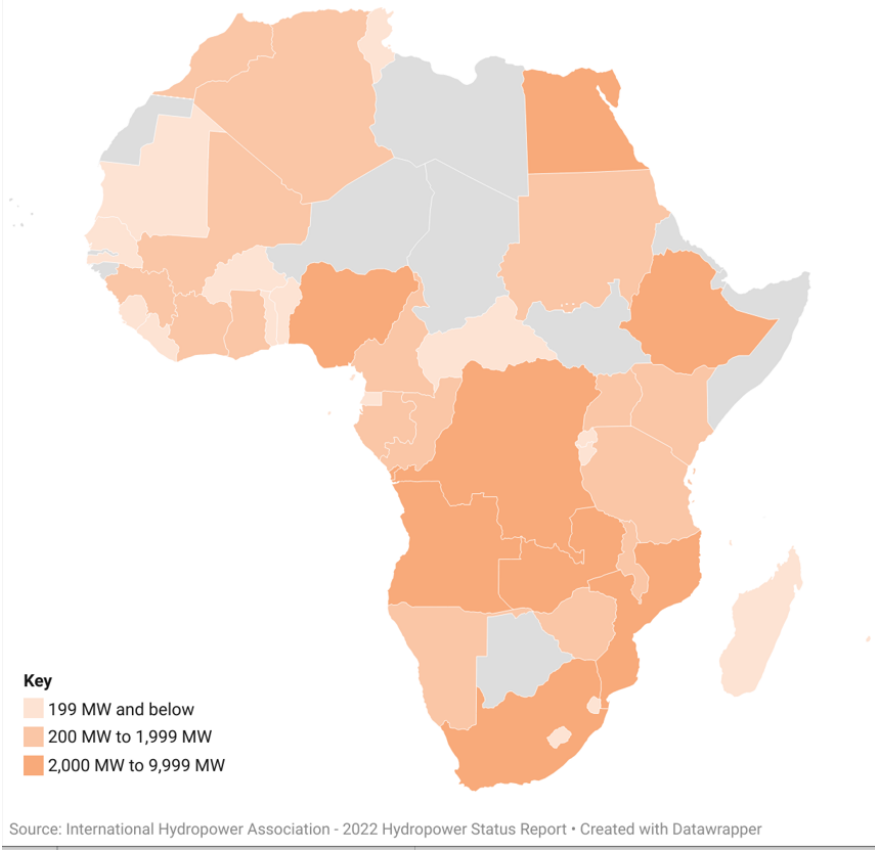 Key
199 MW and below
200 MW to 1,999 MW
2,000 MW to 9,999 MW
Source: International Hydropower Association - 2022 Hydropower Status Report • Created with Datawrapper